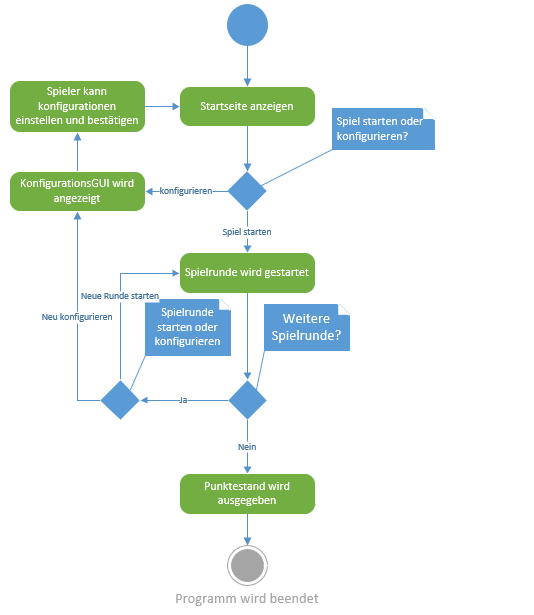 Spieler kann
konfigurationen
einstellen und bestätigen
Startseite anzeigen
Spiel starten oder
konfigurieren?
KonfigurationsGUI wird
angezeigt
konfigurieren
Spiel starten
Spielrunde wird gestartet
Neue Runde starten
Neu konfigurieren
Spielrunde
starten oder
konfigurieren
Weitere
Spielrunde?
Ja
Nein
Punktestand wird
ausgegeben
Programm wird beendet